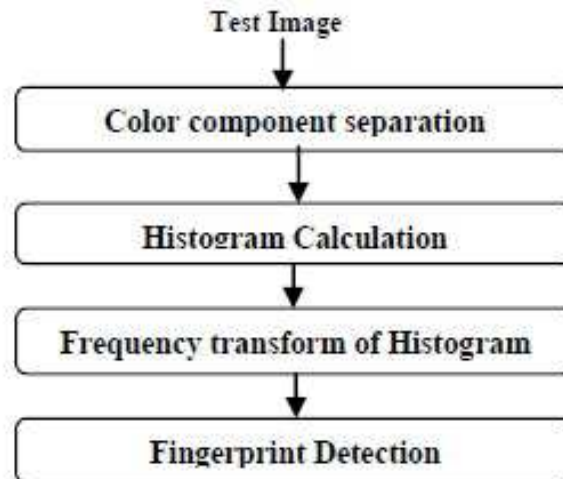 Test Image
Color component separation
Histogram Calculation
Frequency transform of Histogram
Fingerprint Detection